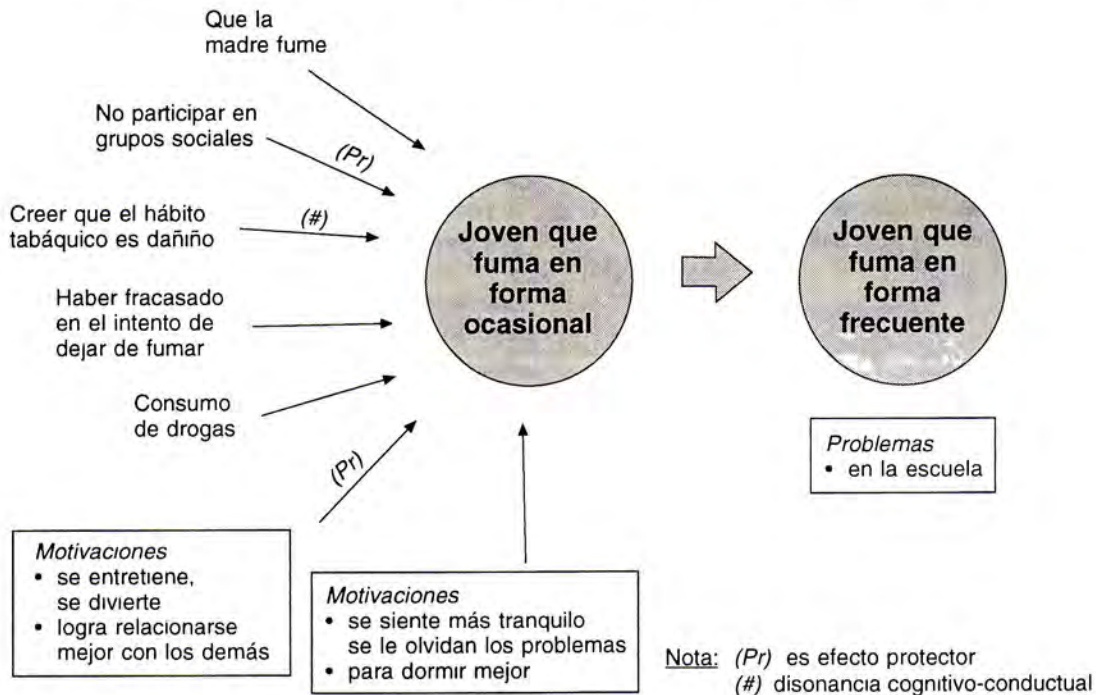 Que la
madre fume
No participar en
grupos sociales
(Pr)
Creer que el hábito
tabáquico es dañiño
(#)
Haber fracasado
en el intento de
dejar de fumar
Consumo
de drogas
(Pr)
Joven que
fuma en
forma
ocasional
Joven que
fuma en
forma
frecuente
Problemas
• en la escuela
Motivaciones
• se entretiene,
se divierte
• logra relacionarse
mejor con los demás
Motivaciones
• se siente más tranquilo
se le olvidan los problemas
• para dormir mejor
Nota: (Pr) es efecto protector
(#) disonancia cognitivo-conductual